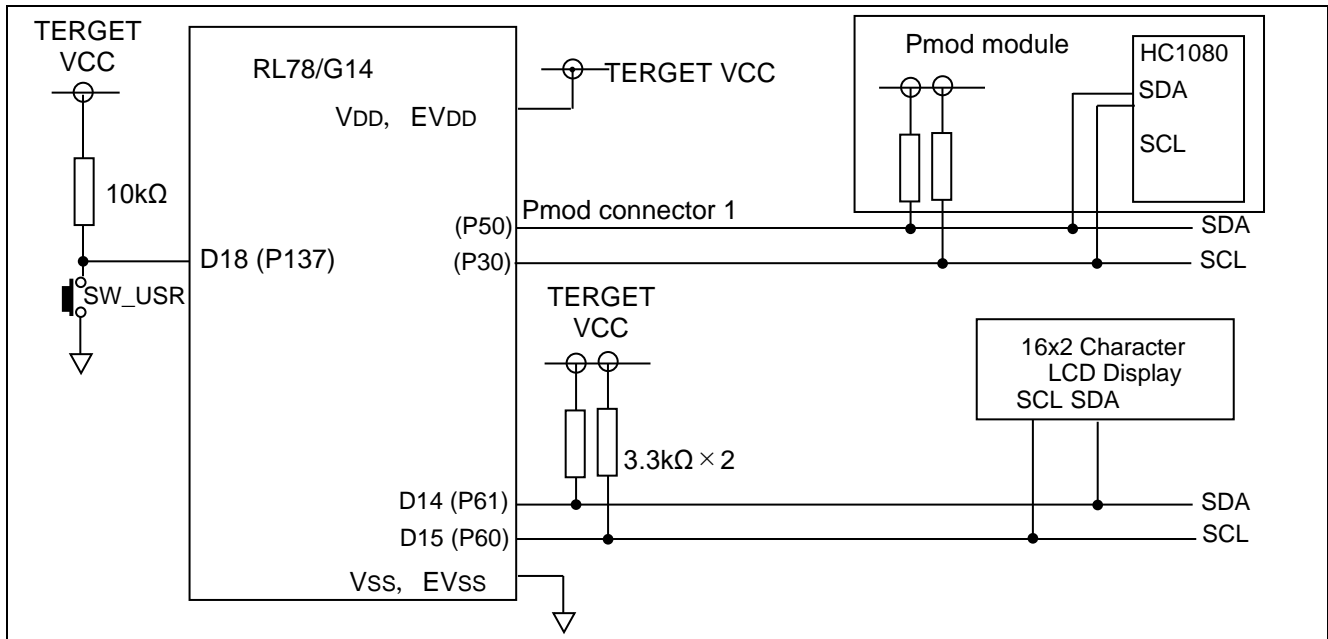 TERGET
VCC
10kΩ
SW_USR
RL78/G14
VDD, EVDD
TERGET VCC
D18 (P137)
(P50)
(P30)
Pmod connector 1
Pmod module
HC1080
SDA
SCL
SDA
SCL
TERGET
VCC
3.3kΩ×2
16x2 Character
LCD Display
SCL SDA
D14 (P61)
D15 (P60)
SDA
SCL
VSS, EVSS